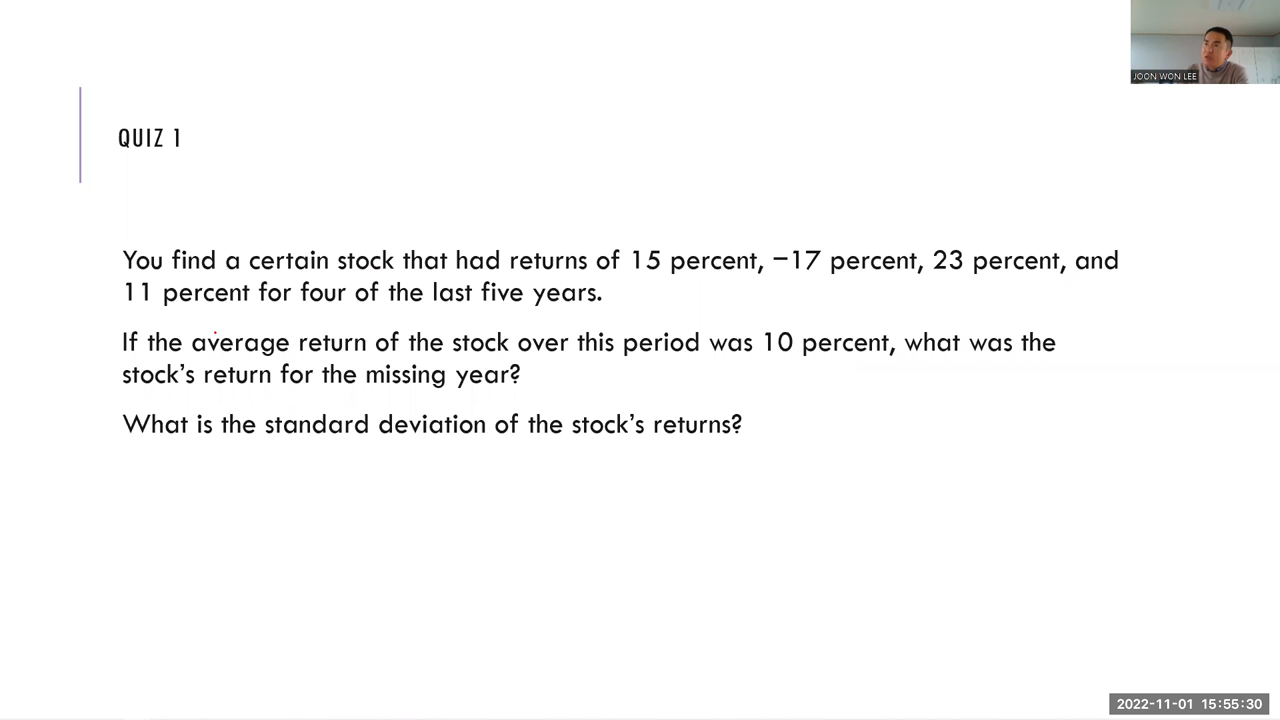 JOON WON LEE
QUIZ 1
You find a certain stock that had returns of 15 percent, −17 percent, 23 percent, and
11 percent for four of the last five years.
If the average return of the stock over this period was 10 percent, what was the
stock’s return for the missing year?
What is the standard deviation of the stock’s returns?
2022-11-01 15:55:30